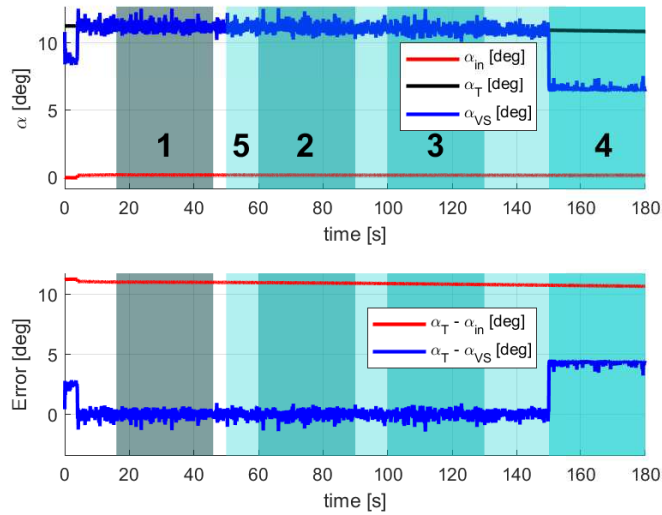 10
5
0
α [deg]
α_in [deg]
α_T [deg]
α_VS [deg]
1
5
2
3
4
0 20 40 60 80 100 120 140 160 180
time [s]
10
5
0
Error [deg]
α_T - α_in [deg]
α_T - α_VS [deg]
0 20 40 60 80 100 120 140 160 180
time [s]